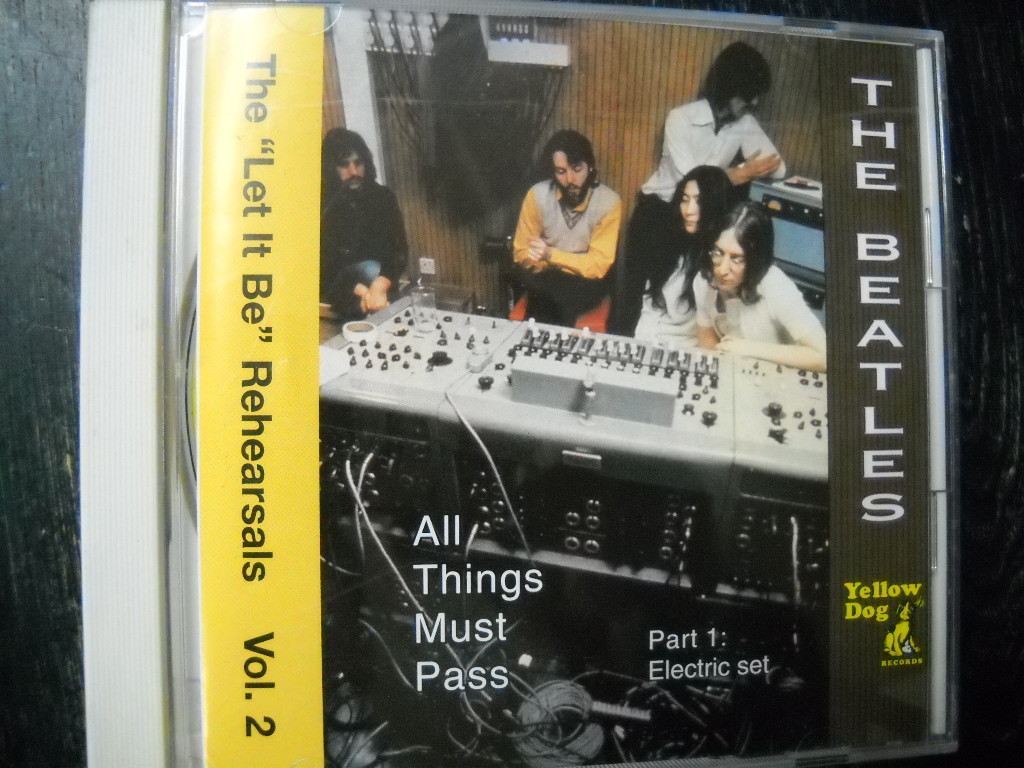 The "Let It Be" Rehearsals Vol. 2
All
Things
Must
Pass
Part 1:
Electric set
THE BEATLES
Yellow
Dog
RECORDS